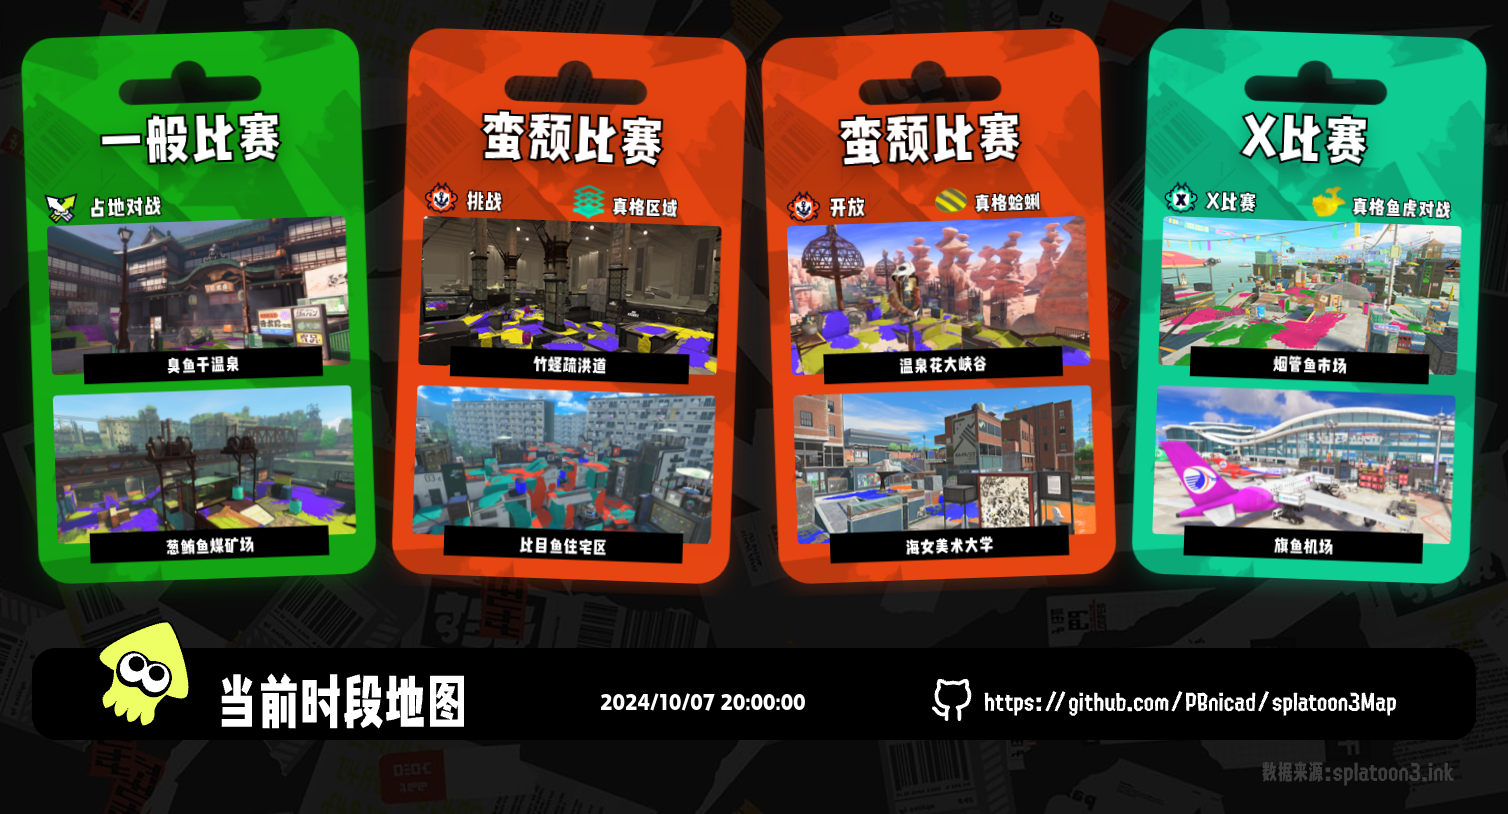 一般比赛
占地对战
臭鱼干温泉
葱鲔鱼煤矿场
蛮颓比赛
挑战
真格区域
竹蛏疏洪道
比目鱼住宅区
蛮颓比赛
开放
真格蛤蜊
温泉花大峡谷
海女美术大学
X比赛
X比赛
真格鱼虎对战
烟管鱼市场
旗鱼机场
当前时段地图
2024/10/07 20:00:00
https://github.com/PBnicad/splatoon3Map
数据来源:splatoon3.ink